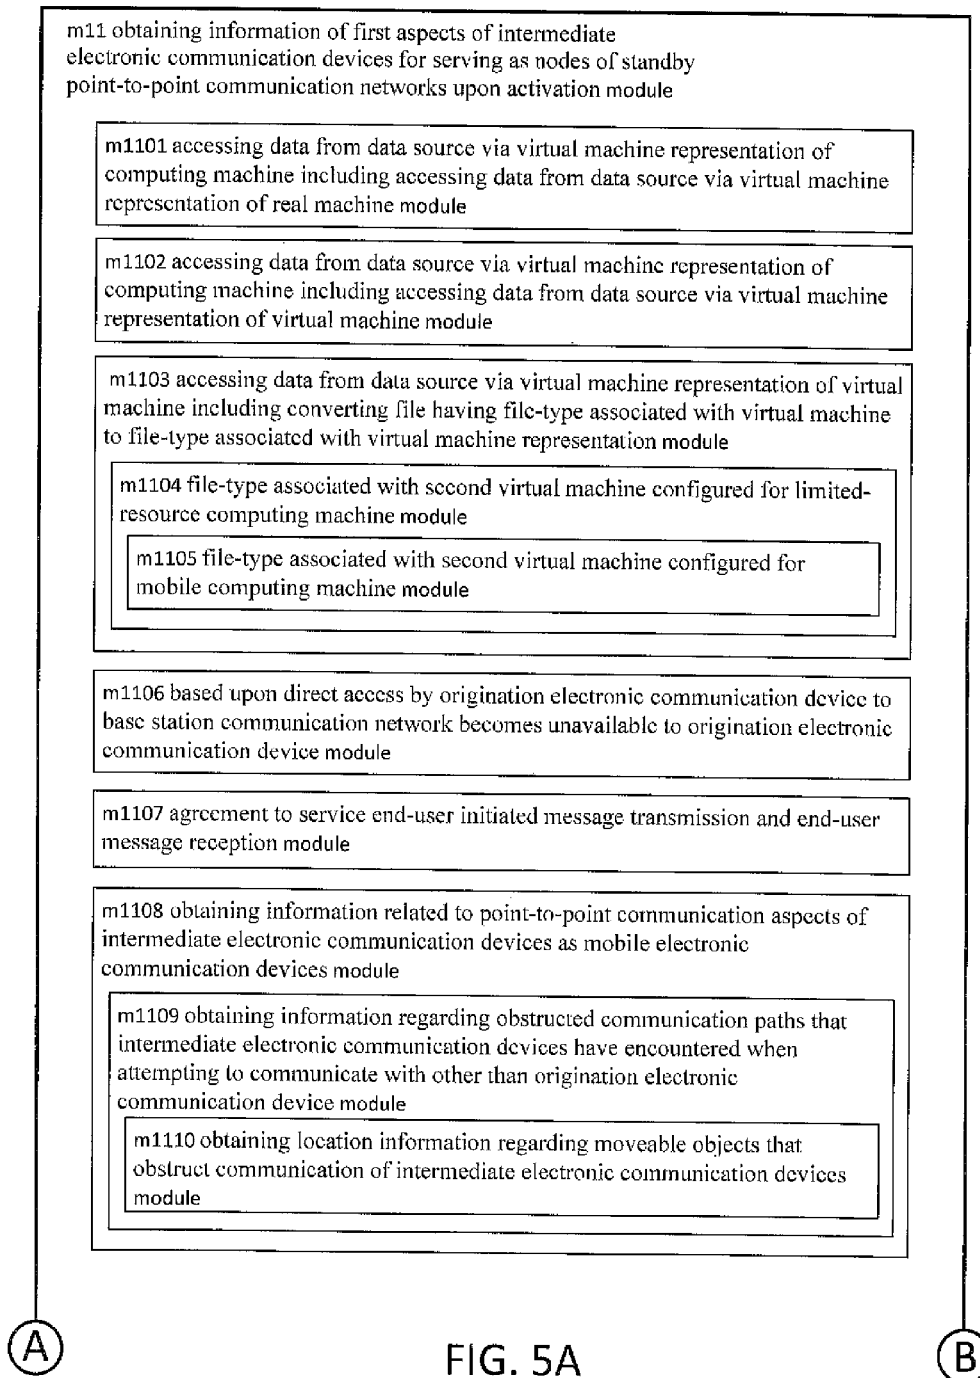 m11 obtaining information of first aspects of intermediate
electronic communication devices for serving as nodes of standby
point-to-point communication networks upon activation module
m1101 accessing data from data source via virtual machine representation of
computing machine including accessing data from data source via virtual machine
representation of real machine module
m1102 accessing data from data source via virtual machine representation of
computing machine including accessing data from data source via virtual machine
representation of virtual machine module
m1103 accessing data from data source via virtual machine representation of virtual
machine including converting file having file-type associated with virtual machine
to file-type associated with virtual machine representation module
m1104 file-type associated with second virtual machine configured for limited-
resource computing machine module
m1105 file-type associated with second virtual machine configured for
mobile computing machine module
m1106 based upon direct access by origination electronic communication device to
base station communication network becomes unavailable to origination electronic
communication device module
m1107 agreement to service end-user initiated message transmission and end-user
message reception module
m1108 obtaining information related to point-to-point communication aspects of
intermediate electronic communication devices as mobile electronic
communication devices module
m1109 obtaining information regarding obstructed communication paths that
intermediate electronic communication devices have encountered when
attempting to communicate with other than origination electronic
communication device module
m1110 obtaining location information regarding moveable objects that
obstruct communication of intermediate electronic communication devices
module
A
FIG. 5A
B